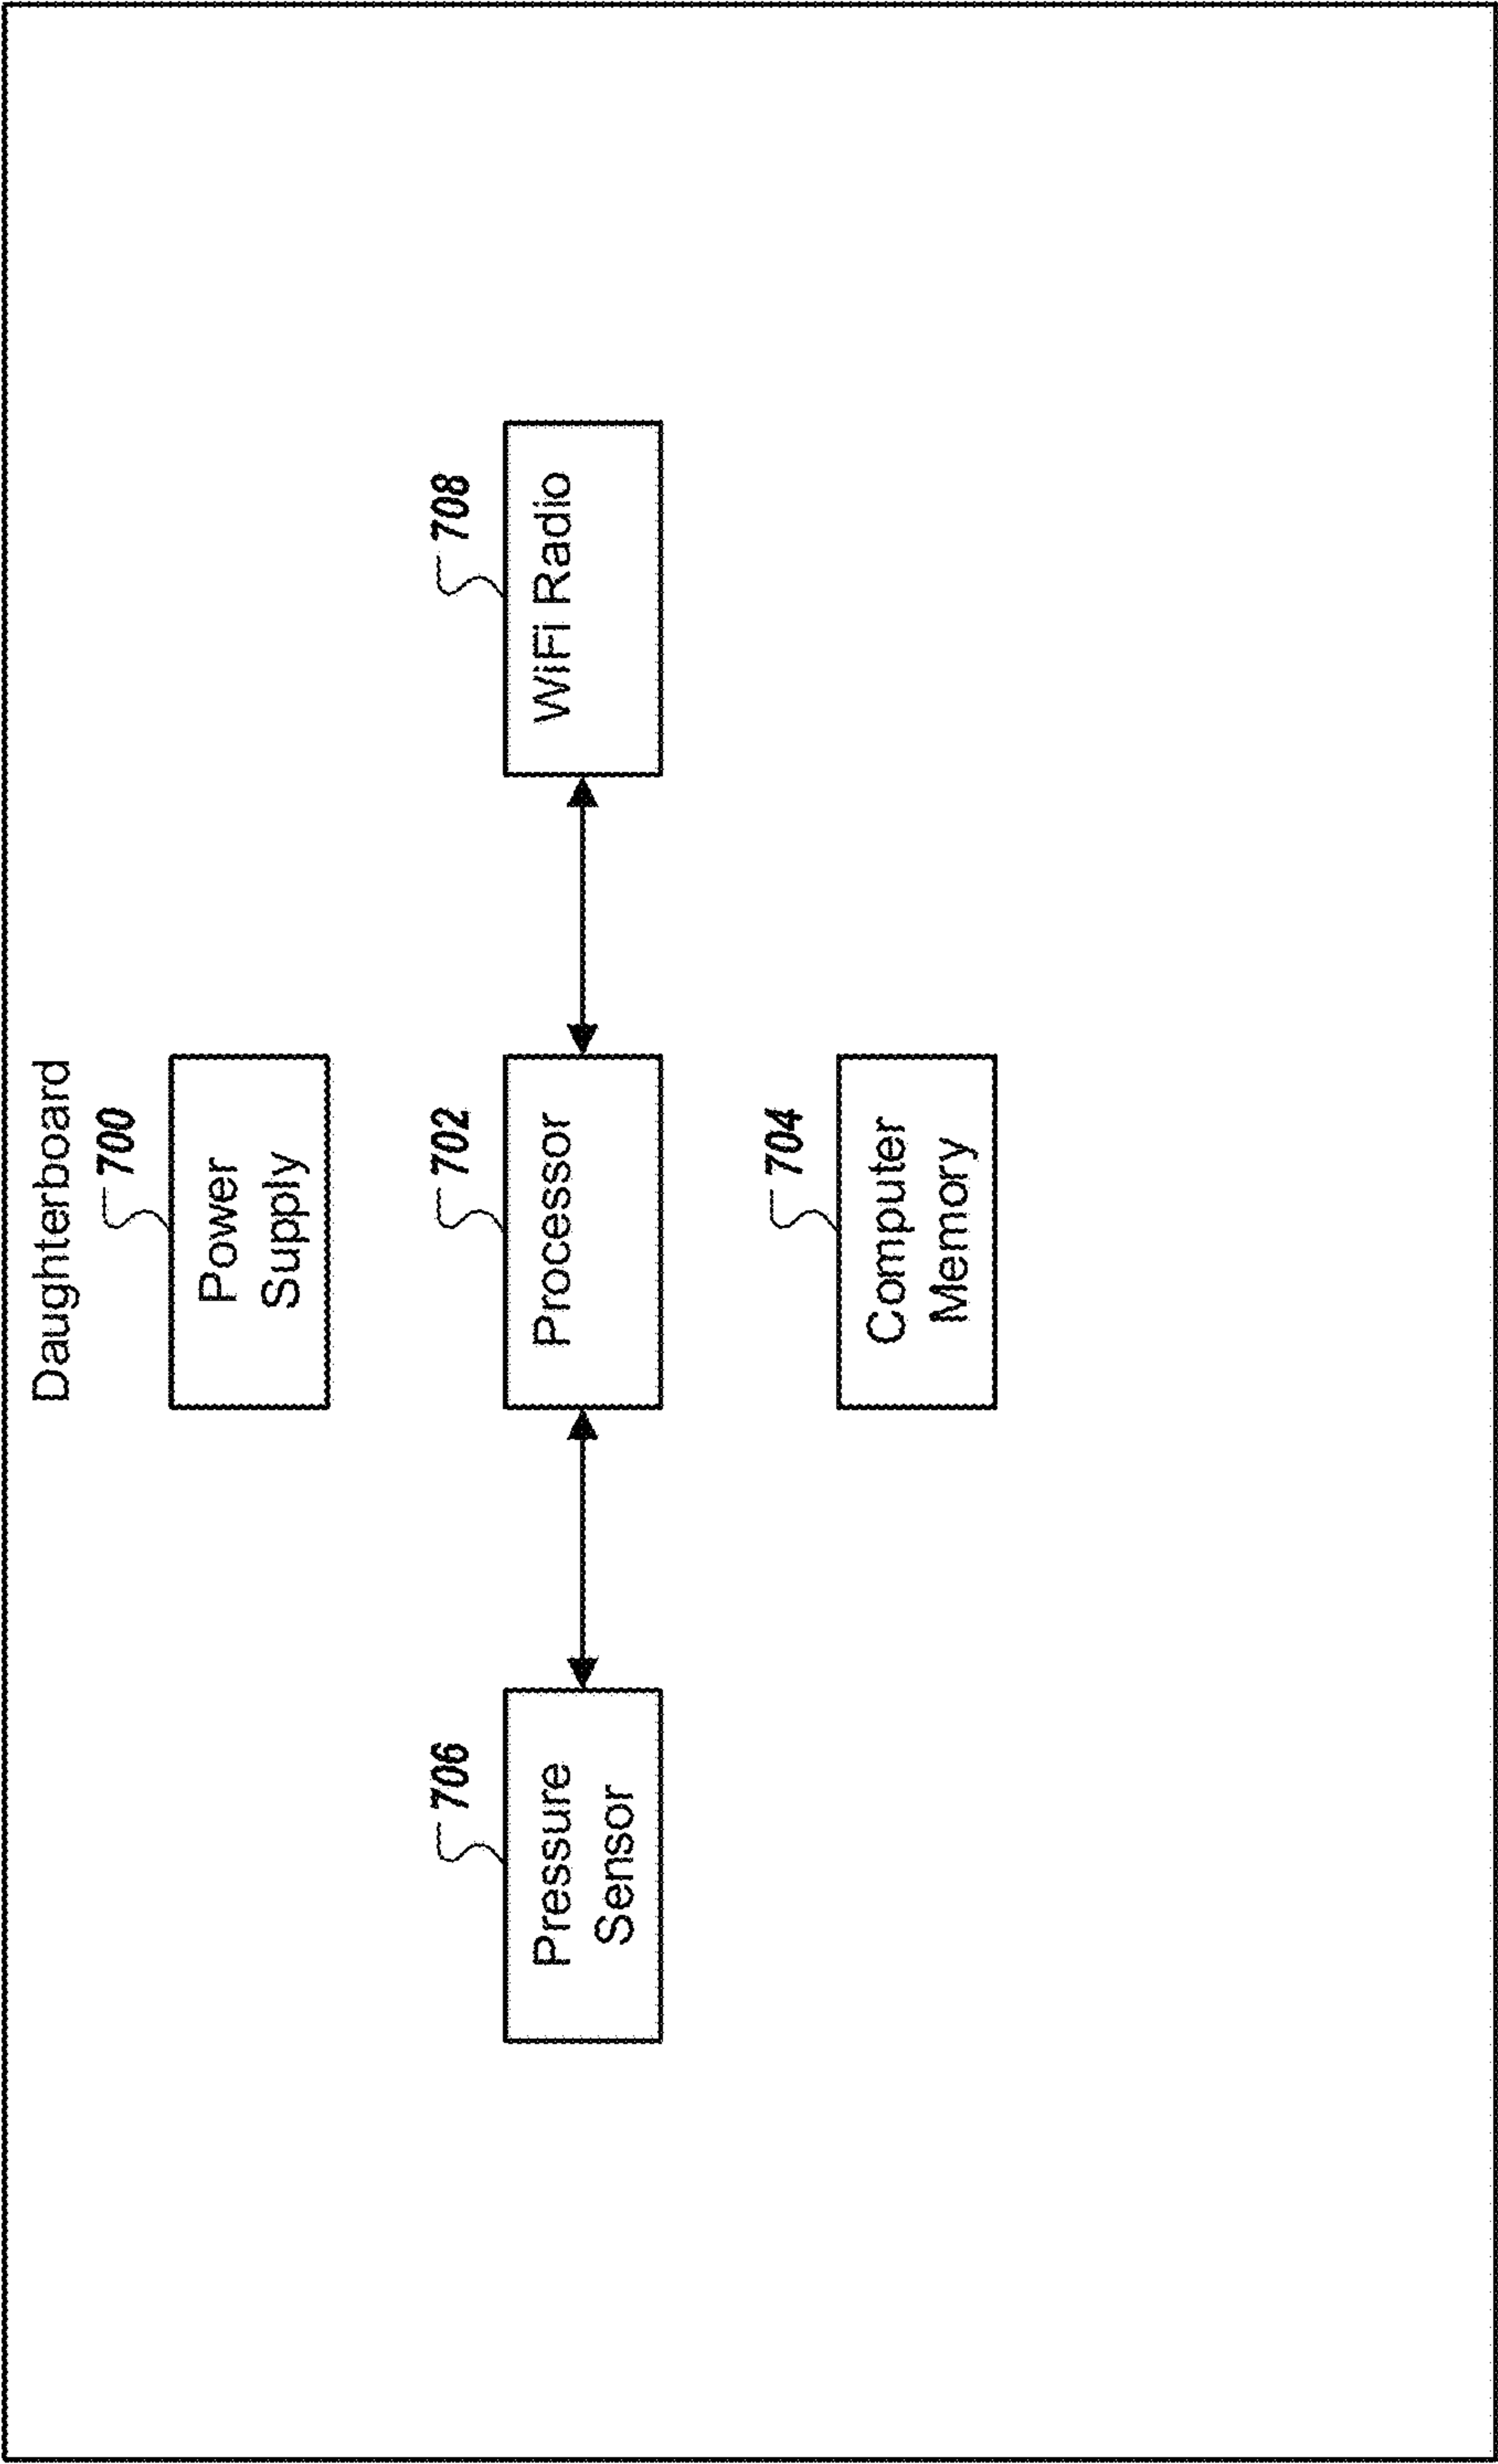 Daughterboard
700
Power
Supply
706
Pressure
Sensor
702
Processor
708
WiFi Radio
704
Computer
Memory